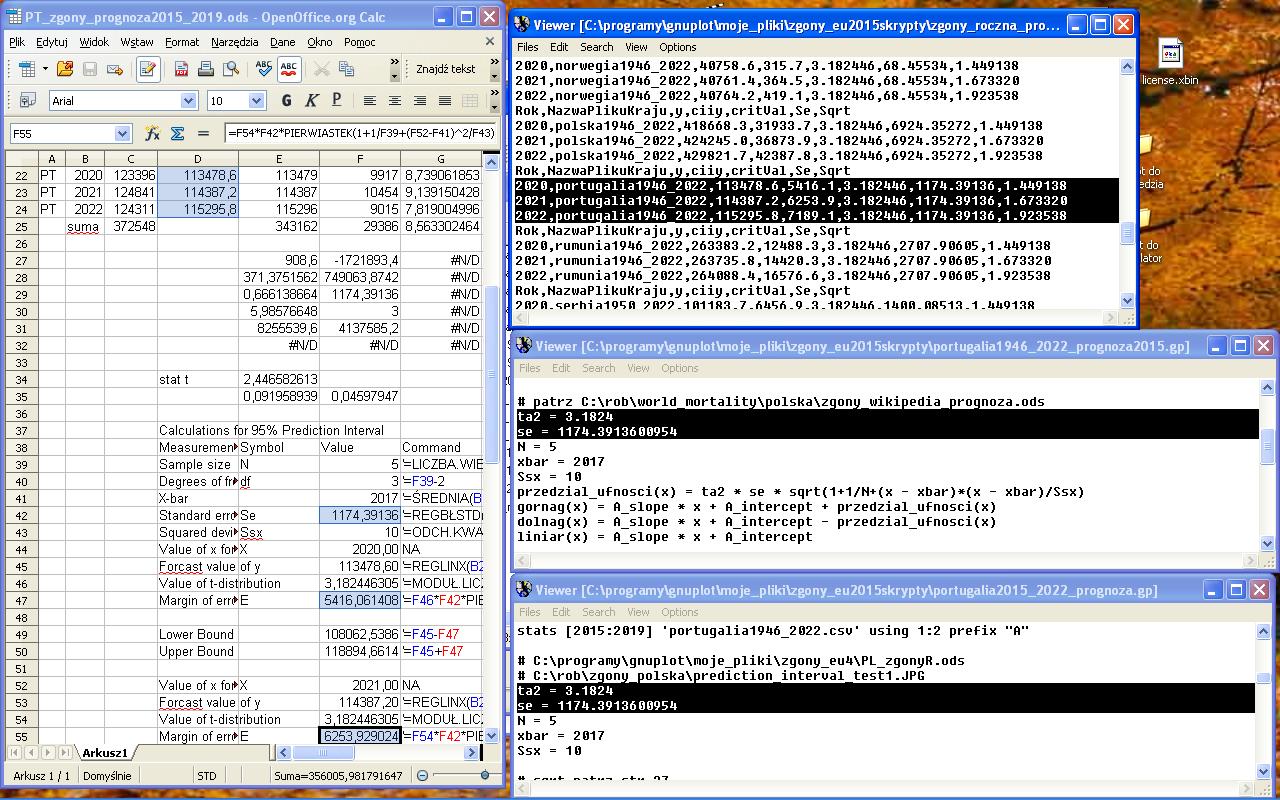 PT_zgony_prognoza2015_2019.ods - OpenOffice.org Calc
Plik Edytuj Widok Wstaw Format Narzędzia Dane Okno Pomoc
Znajdź tekst
Arial 10 G K P
F55 =F54*F42*PIERWIASTEK(1+1/F39+(F52-F41)^2/F43)
A B C D E F G
22 PT 2020 123396 113478,6 113479 9917 8,739061853
23 PT 2021 124841 114387,2 114387 10454 9,139150428
24 PT 2022 124311 115295,8 115296 9015 7,819004996
25 suma 372548 343162 29386 8,563302464
26
27 908,6 -1721893,4 #N/D
28 371,3751562 749063,8742 #N/D
29 0,666138664 1174,39136 #N/D
30 5,98576648 3 #N/D
31 8255539,6 4137585,2 #N/D
32 #N/D #N/D #N/D
33
34 stat t 2,446582613
35 0,091958939 0,04597947
36
37 Calculations for 95% Prediction Interval
38 Measuremen Symbol Value Command
39 Sample size N 5 '=LICZBA.WIE
40 Degrees of fr df 3 '=F39-2
41 X-bar 2017 '=ŚREDNIA(B
42 Standard erro Se 1174,39136 '=REGBŁSTD
43 Squared devi Ssx 10 '=ODCH.KWA
44 Value of x for X 2020,00 NA
45 Forcast value of y 113478,60 '=REGLINX(B2
46 Value of t-distribution 3,182446305 '=MODUŁ.LIC
47 Margin of erro E 5416,061408 '=F46*F42*PIE
48
49 Lower Bound 108062,5386 '=F45-F47
50 Upper Bound 118894,6614 '=F45+F47
51
52 Value of x for X 2021,00 NA
53 Forcast value of y 114387,20 '=REGLINX(B2
54 Value of t-distribution 3,182446305 '=MODUŁ.LIC
55 Margin of erro E 6253,929024 '=F54*F42*PIE
Arkusz1
Arkusz 1 / 1 Domyślnie STD Suma=356005,981791647
Viewer [C:\programy\gnuplot\moje_pliki\zgony_eu2015skrypty\zgony_roczna_pro...
Files Edit Search View Options
2020,norwegia1946_2022,40758.6,315.7,3.182446,68.45534,1.449138
2021,norwegia1946_2022,40761.4,364.5,3.182446,68.45534,1.673320
2022,norwegia1946_2022,40764.2,419.1,3.182446,68.45534,1.923538
Rok,NazwaPlikuKraju,y,ciiy,critVal,Se,Sqrt
2020,polska1946_2022,418668.3,31933.7,3.182446,6924.35272,1.449138
2021,polska1946_2022,424245.0,36873.9,3.182446,6924.35272,1.673320
2022,polska1946_2022,429821.7,42387.8,3.182446,6924.35272,1.923538
Rok,NazwaPlikuKraju,y,ciiy,critVal,Se,Sqrt
2020,portugalia1946_2022,113478.6,5416.1,3.182446,1174.39136,1.449138
2021,portugalia1946_2022,114387.2,6253.9,3.182446,1174.39136,1.673320
2022,portugalia1946_2022,115295.8,7189.1,3.182446,1174.39136,1.923538
Rok,NazwaPlikuKraju,y,ciiy,critVal,Se,Sqrt
2020,rumunia1946_2022,263383.2,12488.3,3.182446,2707.90605,1.449138
2021,rumunia1946_2022,263735.8,14420.3,3.182446,2707.90605,1.673320
2022,rumunia1946_2022,264088.4,16576.6,3.182446,2707.90605,1.923538
Rok,NazwaPlikuKraju,y,ciiy,critVal,Se,Sqrt
2020,serbia1950_2022,101183.7,6456.9,3.182446,1400.08513,1.449138
license.xbin
Viewer [C:\programy\gnuplot\moje_pliki\zgony_eu2015skrypty\portugalia1946_2022_prognoza2015.gp]
Files Edit Search View Options
# patrz C:\rob\world_mortality\polska\zgony_wikipedia_prognoza.ods
ta2 = 3.1824
se = 1174.3913600954
N = 5
xbar = 2017
Ssx = 10
przedzial_ufnosci(x) = ta2 * se * sqrt(1+1/N+(x - xbar)*(x - xbar)/Ssx)
gornag(x) = A_slope * x + A_intercept + przedzial_ufnosci(x)
dolnag(x) = A_slope * x + A_intercept - przedzial_ufnosci(x)
liniar(x) = A_slope * x + A_intercept
Viewer [C:\programy\gnuplot\moje_pliki\zgony_eu2015skrypty\portugalia2015_2022_prognoza.gp]
Files Edit Search View Options
stats [2015:2019] 'portugalia1946_2022.csv' using 1:2 prefix "A"
# C:\programy\gnuplot\moje_pliki\zgony_eu4\PL_zgonyR.ods
# C:\rob\zgony_polska\prediction_interval_test1.JPG
ta2 = 3.1824
se = 1174.3913600954
N = 5
xbar = 2017
Ssx = 10
# sqrt patrz str 27